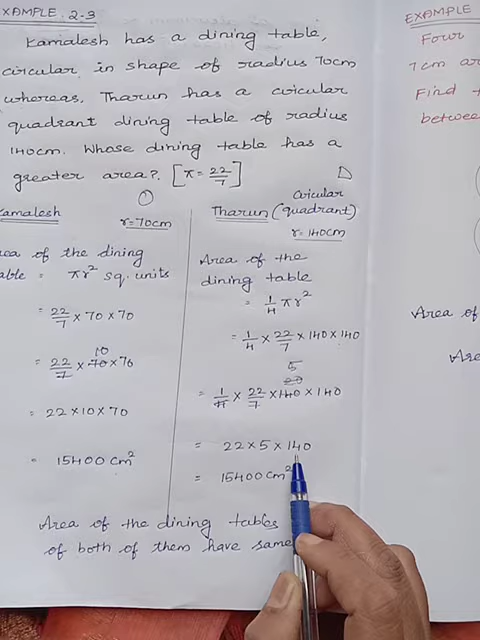 EXAMPLE 2.3
Kamalesh has a dining table,
circular in shape of radius 70cm
whereas, Tharun has a circular
quadrant dining table of radius
140cm. Whose dining table has a
greater area? [π = 22/7]
Kamalesh
r = 70cm
Area of the dining
table = πr² sq. units
= 22/7 × 70 × 70
= 22/7 × 70 × 70
10
= 22 × 10 × 70
= 15400 cm²
Circular
Tharun (quadrant)
r = 140cm
Area of the
dining table
= 1/4 πr²
= 1/4 × 22/7 × 140 × 140
5
20
= 1/4 × 22/7 × 140 × 140
= 22 × 5 × 140
= 15400 cm²
Area of the dining tables
of both of them have same
EXAMPLE
Four
7cm
Find
between
Area of